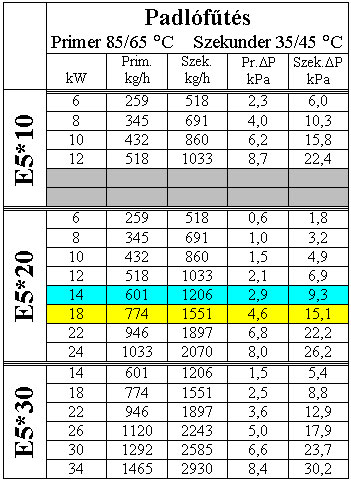 Padlófűtés
Primer 85/65 °C Szekunder 35/45 °C
kW Prim. kg/h Szek. kg/h Pr.ΔP kPa Szek.ΔP kPa
E5*10
6 259 518 2,3 6,0
8 345 691 4,0 10,3
10 432 860 6,2 15,8
12 518 1033 8,7 22,4
E5*20
6 259 518 0,6 1,8
8 345 691 1,0 3,2
10 432 860 1,5 4,9
12 518 1033 2,1 6,9
14 601 1206 2,9 9,3
18 774 1551 4,6 15,1
22 946 1897 6,8 22,2
24 1033 2070 8,0 26,2
E5*30
14 601 1206 1,5 5,4
18 774 1551 2,5 8,8
22 946 1897 3,6 12,9
26 1120 2243 5,0 17,9
30 1292 2585 6,6 23,7
34 1465 2930 8,4 30,2